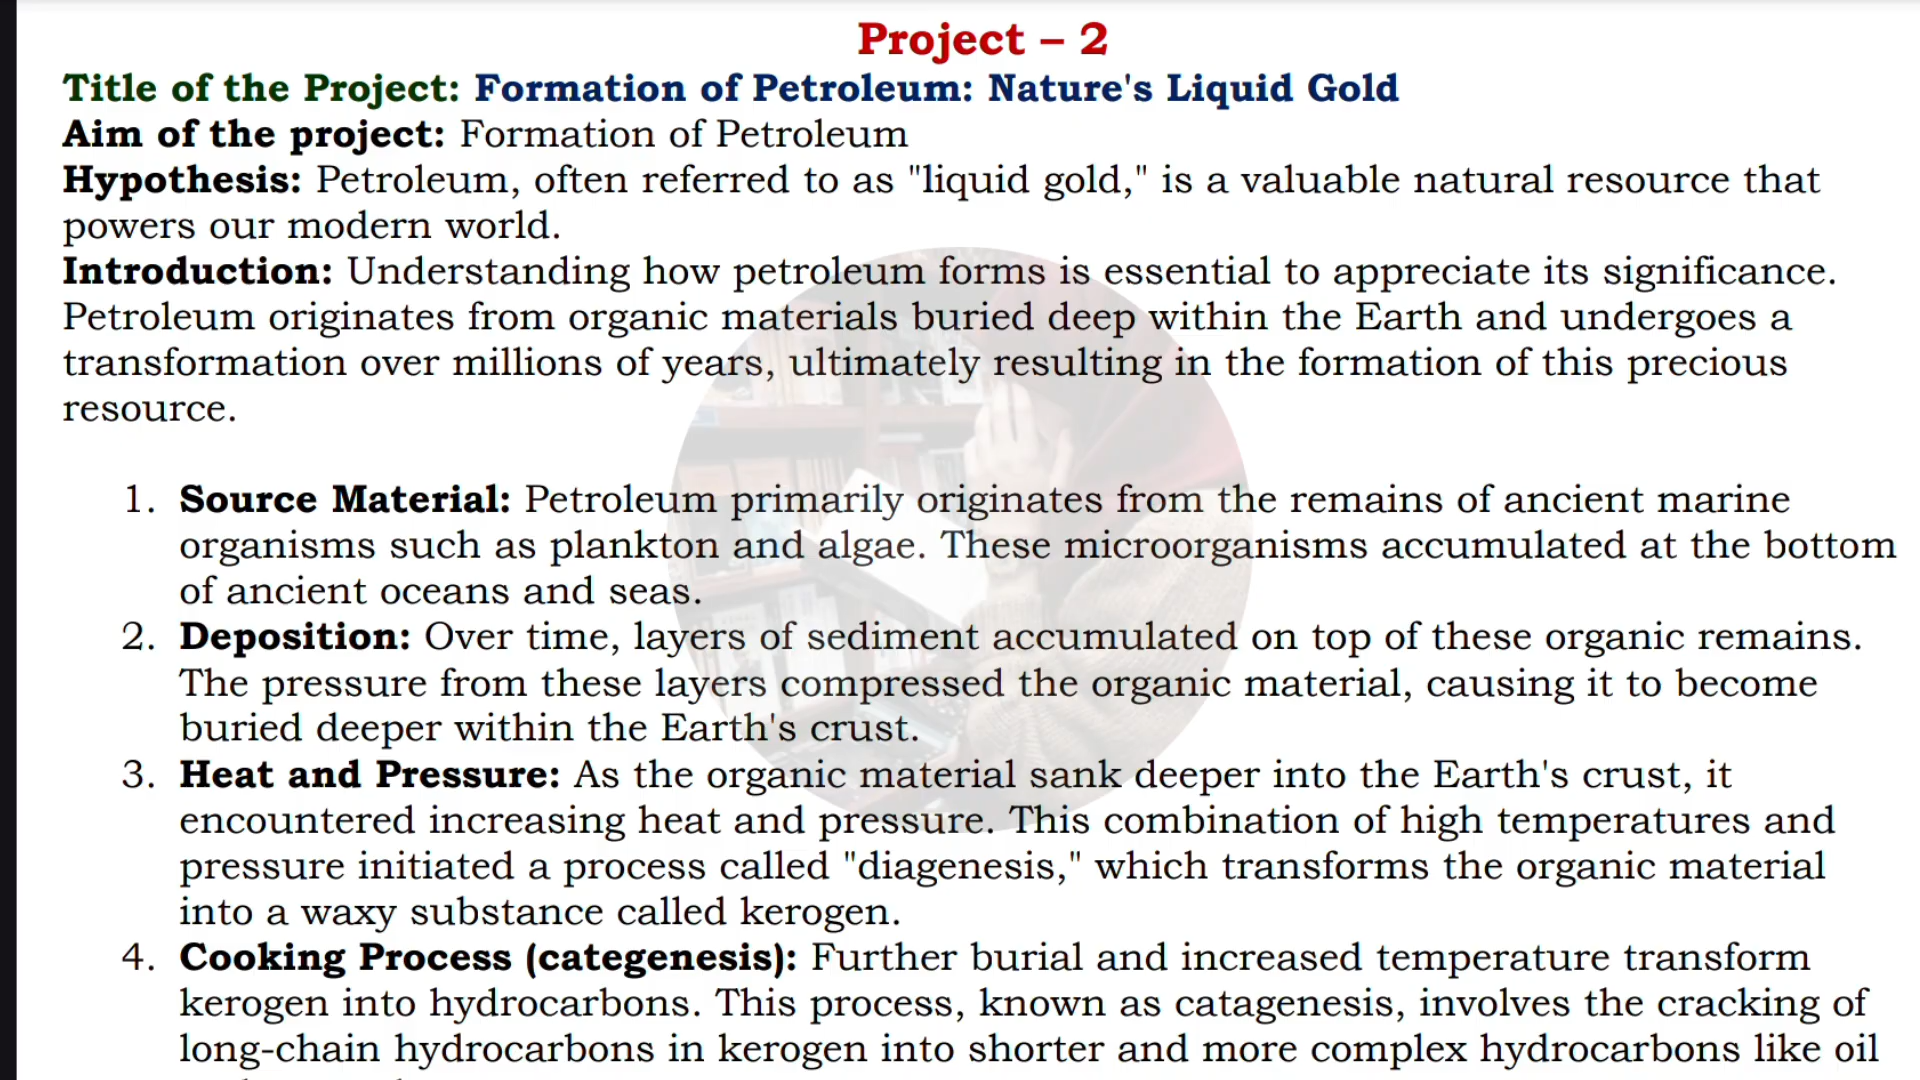 Project – 2
Title of the Project: Formation of Petroleum: Nature's Liquid Gold
Aim of the project: Formation of Petroleum
Hypothesis: Petroleum, often referred to as "liquid gold," is a valuable natural resource that
powers our modern world.
Introduction: Understanding how petroleum forms is essential to appreciate its significance.
Petroleum originates from organic materials buried deep within the Earth and undergoes a
transformation over millions of years, ultimately resulting in the formation of this precious
resource.
1. Source Material: Petroleum primarily originates from the remains of ancient marine
organisms such as plankton and algae. These microorganisms accumulated at the bottom
of ancient oceans and seas.
2. Deposition: Over time, layers of sediment accumulated on top of these organic remains.
The pressure from these layers compressed the organic material, causing it to become
buried deeper within the Earth's crust.
3. Heat and Pressure: As the organic material sank deeper into the Earth's crust, it
encountered increasing heat and pressure. This combination of high temperatures and
pressure initiated a process called "diagenesis," which transforms the organic material
into a waxy substance called kerogen.
4. Cooking Process (categenesis): Further burial and increased temperature transform
kerogen into hydrocarbons. This process, known as catagenesis, involves the cracking of
long-chain hydrocarbons in kerogen into shorter and more complex hydrocarbons like oil